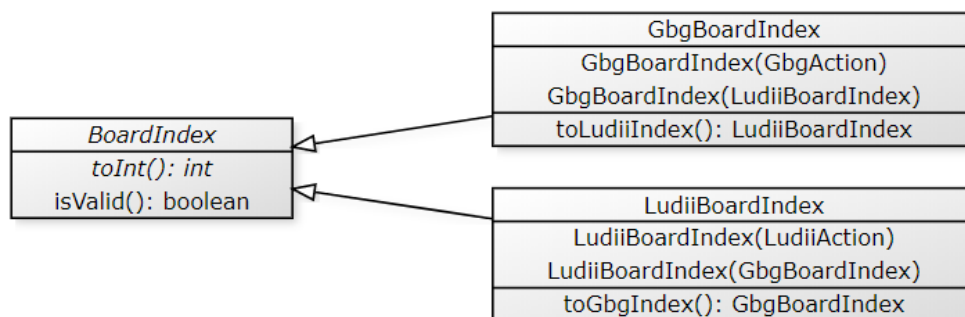 BoardIndex
toInt(): int
isValid(): boolean
GbgBoardIndex
GbgBoardIndex(GbgAction)
GbgBoardIndex(LudiiBoardIndex)
toLudiiIndex(): LudiiBoardIndex
LudiiBoardIndex
LudiiBoardIndex(LudiiAction)
LudiiBoardIndex(GbgBoardIndex)
toGbgIndex(): GbgBoardIndex